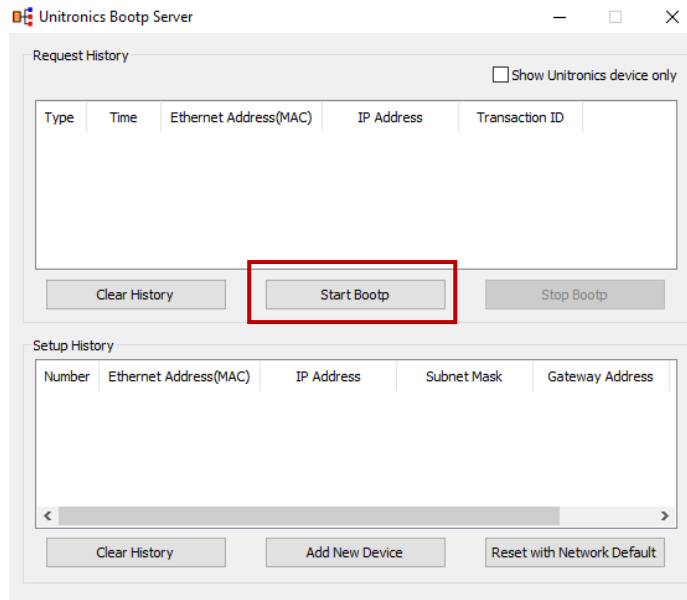 Unitronics Bootp Server
Request History
Show Unitronics device only
Type Time Ethernet Address(MAC) IP Address Transaction ID
Clear History Start Bootp Stop Bootp
Setup History
Number Ethernet Address(MAC) IP Address Subnet Mask Gateway Address
Clear History Add New Device Reset with Network Default